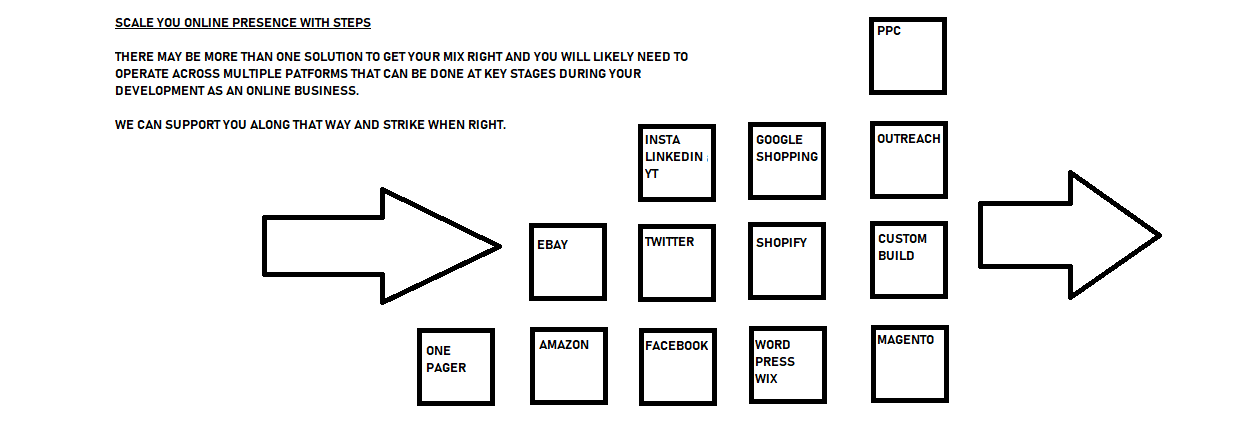 SCALE YOU ONLINE PRESENCE WITH STEPS
THERE MAY BE MORE THAN ONE SOLUTION TO GET YOUR MIX RIGHT AND YOU WILL LIKELY NEED TO
OPERATE ACROSS MULTIPLE PATFORMS THAT CAN BE DONE AT KEY STAGES DURING YOUR
DEVELOPMENT AS AN ONLINE BUSINESS.
WE CAN SUPPORT YOU ALONG THAT WAY AND STRIKE WHEN RIGHT.
PPC
INSTA
LINKEDIN
YT
GOOGLE
SHOPPING
OUTREACH
EBAY
TWITTER
SHOPIFY
CUSTOM
BUILD
ONE
PAGER
AMAZON
FACEBOOK
WORD
PRESS
WIX
MAGENTO